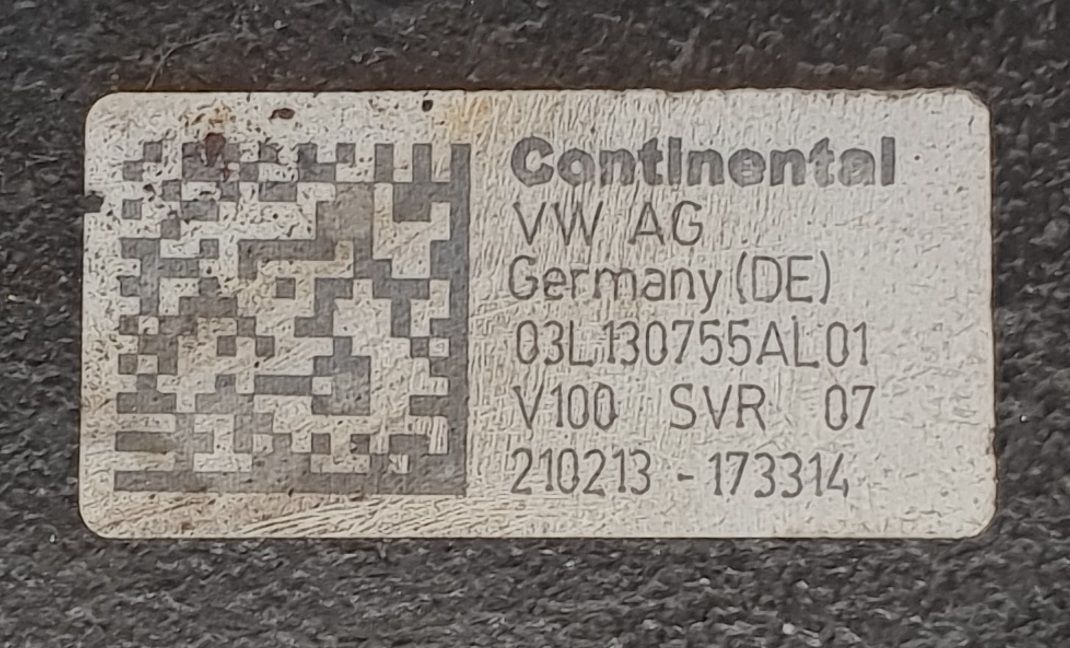 Continental
VW AG
Germany (DE)
03L130755AL01
V100 SVR 07
210213 - 173314